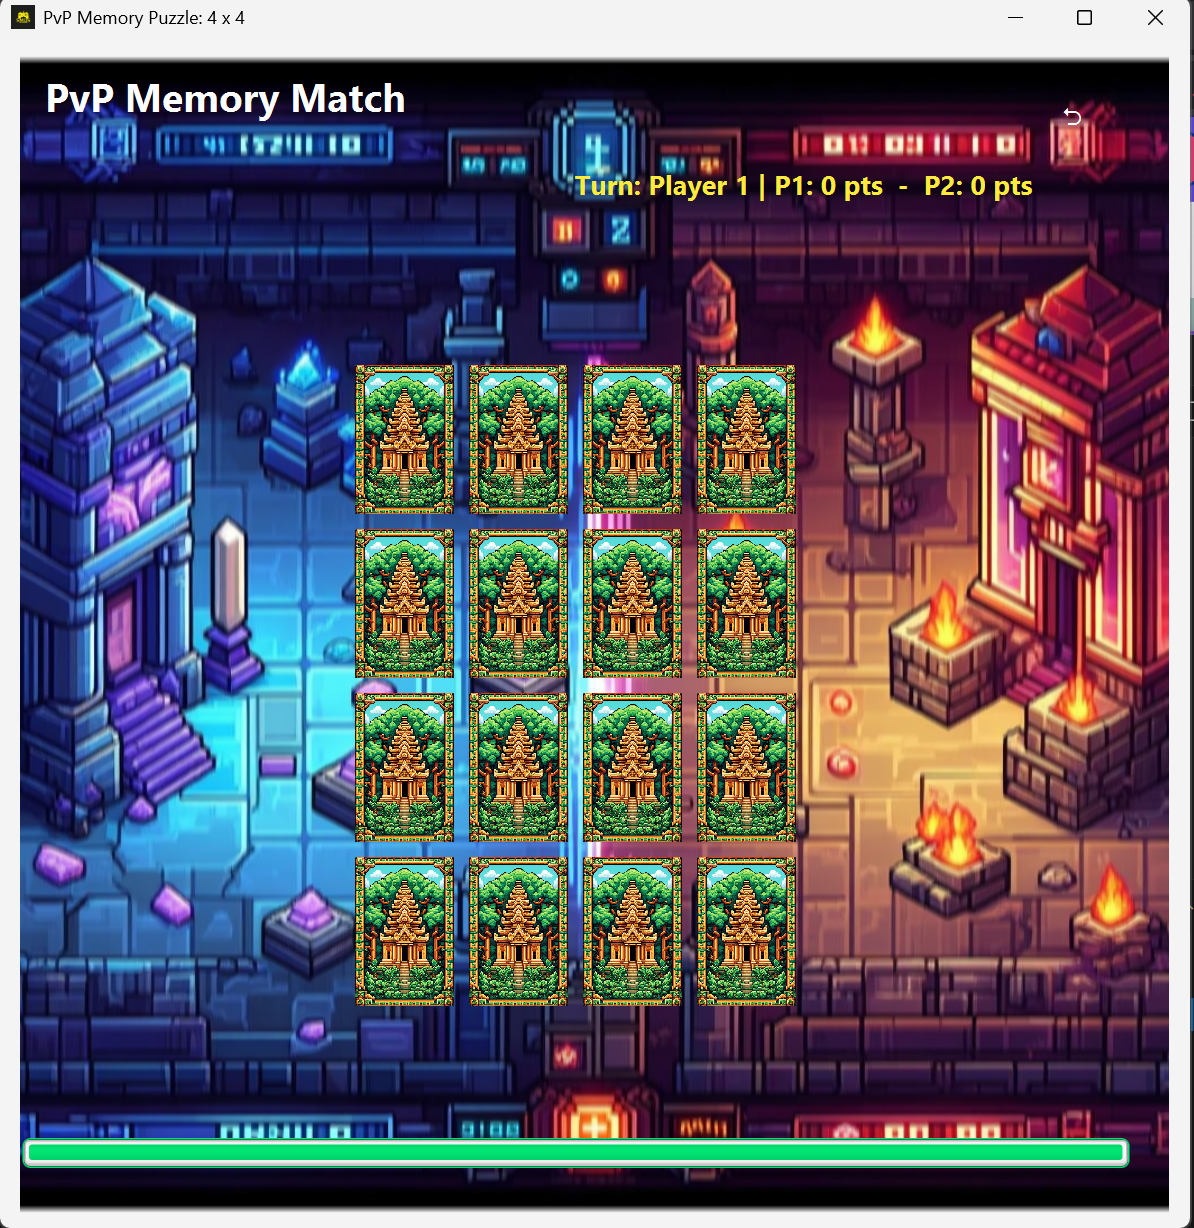 PvP Memory Puzzle: 4 x 4
PvP Memory Match
Turn: Player 1 | P1: 0 pts - P2: 0 pts